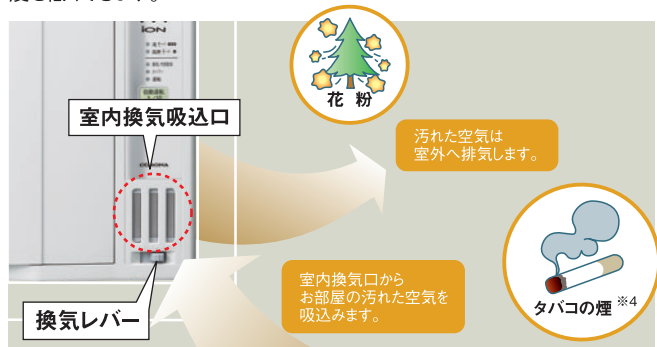 iON
室内換気吸込口
CORONA
花 粉
汚れた空気は
室外へ排気します。
タバコの煙 ※4
室内換気口から
お部屋の汚れた空気を
吸込みます。
換気レバー